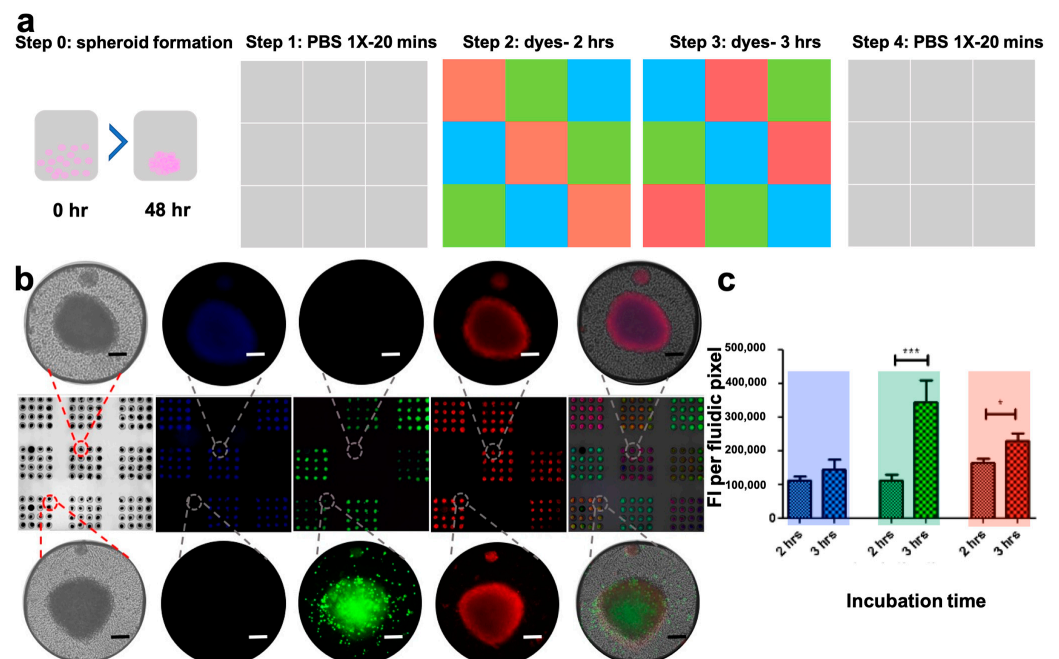 a
Step 0: spheroid formation
Step 1: PBS 1X-20 mins
Step 2: dyes- 2 hrs
Step 3: dyes- 3 hrs
Step 4: PBS 1X-20 mins
0 hr
48 hr
b
c
FI per fluidic pixel
500,000
400,000
300,000
200,000
100,000
0
***
*
2 hrs
3 hrs
2 hrs
3 hrs
2 hrs
3 hrs
Incubation time